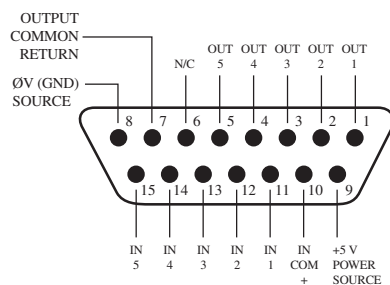 OUTPUT
COMMON
RETURN
ØV (GND)
SOURCE
N/C
OUT
5
OUT
4
OUT
3
OUT
2
OUT
1
8 7 6 5 4 3 2 1
15 14 13 12 11 10 9
IN
5
IN
4
IN
3
IN
2
IN
1
IN
COM
+
+5 V
POWER
SOURCE